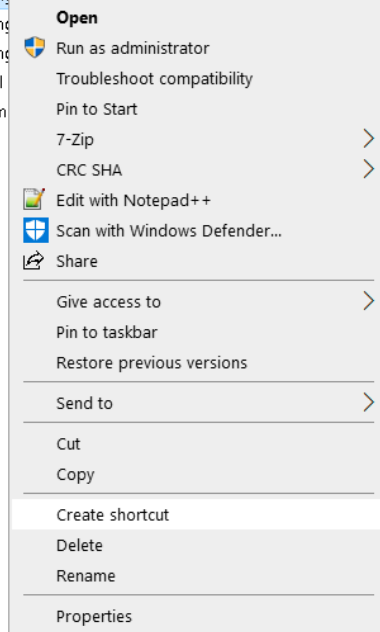 Open
Run as administrator
Troubleshoot compatibility
Pin to Start
7-Zip
CRC SHA
Edit with Notepad++
Scan with Windows Defender...
Share
Give access to
Pin to taskbar
Restore previous versions
Send to
Cut
Copy
Create shortcut
Delete
Rename
Properties